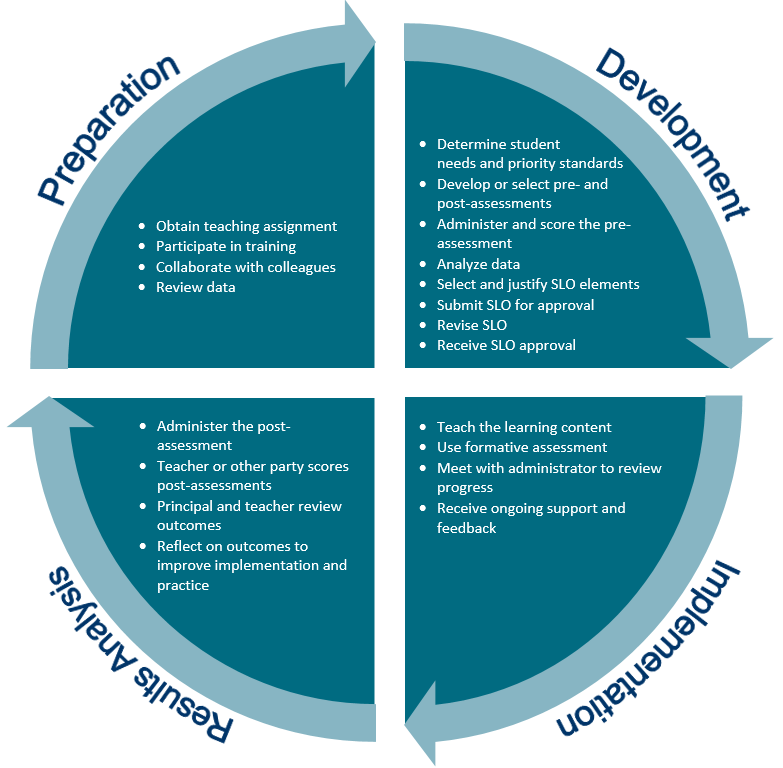 Preparation
• Obtain teaching assignment
• Participate in training
• Collaborate with colleagues
• Review data
Development
• Determine student
needs and priority standards
• Develop or select pre- and
post-assessments
• Administer and score the pre-
assessment
• Analyze data
• Select and justify SLO elements
• Submit SLO for approval
• Revise SLO
• Receive SLO approval
Implementation
• Teach the learning content
• Use formative assessment
• Meet with administrator to review
progress
• Receive ongoing support and
feedback
Results Analysis
• Administer the post-
assessment
• Teacher or other party scores
post-assessments
• Principal and teacher review
outcomes
• Reflect on outcomes to
improve implementation and
practice